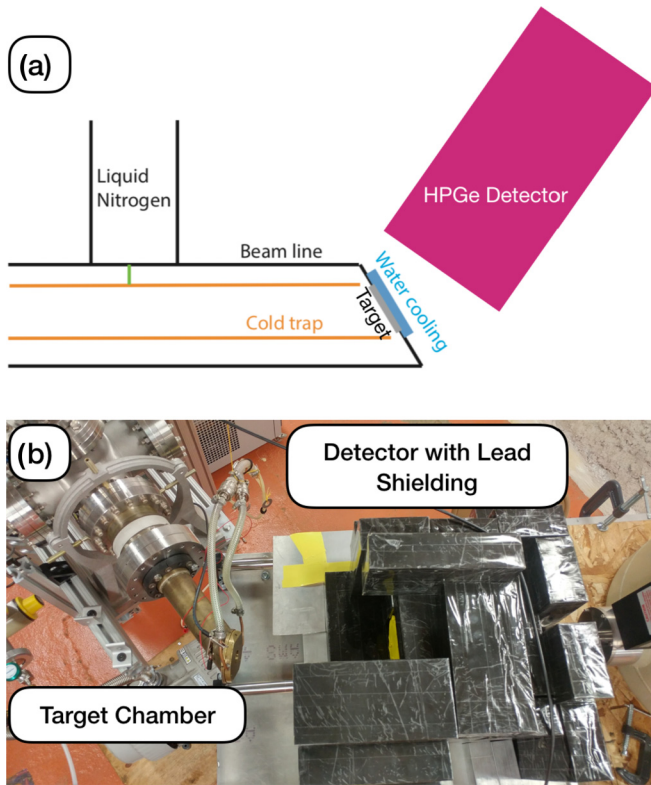 (a)
Liquid
Nitrogen
HPGe Detector
Beam line
Water cooling
Target
Cold trap
(b)
Detector with Lead
Shielding
Target Chamber